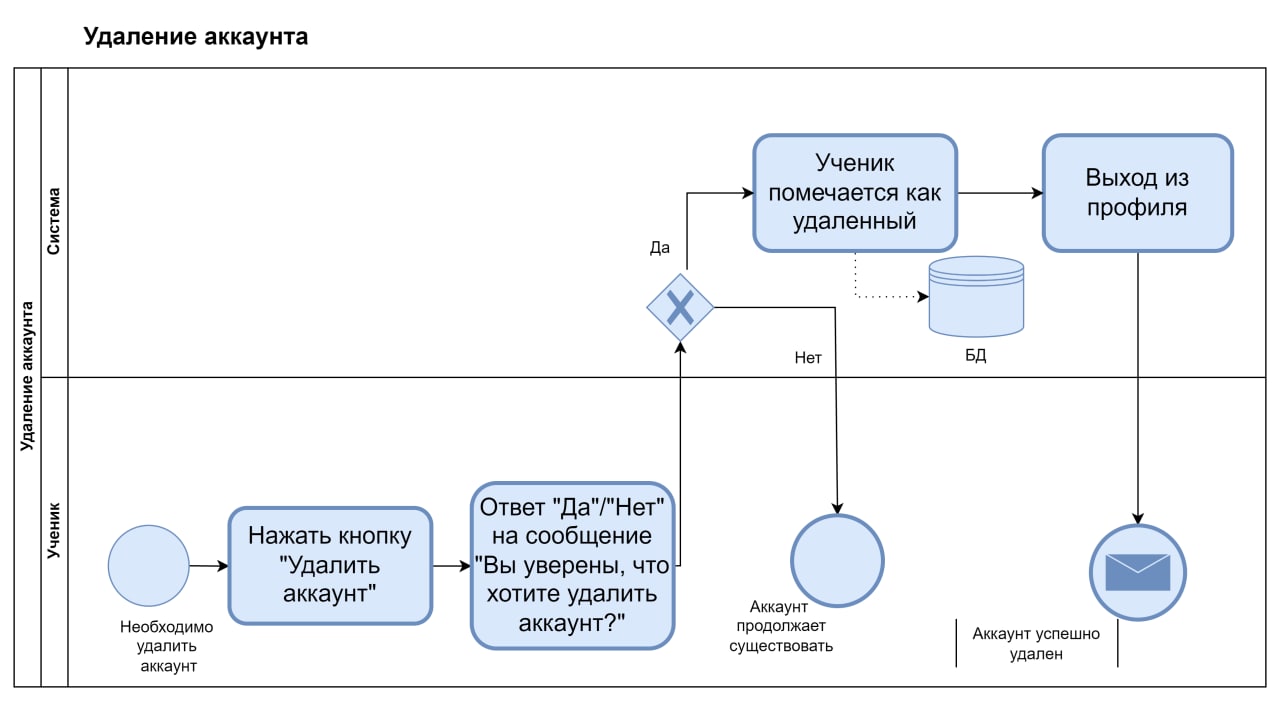 Удаление аккаунта
Удаление аккаунта
Система
Ученик
помечается как
удаленный
Выход из
профиля
Да
Нет
БД
Ученик
Необходимо
удалить
аккаунт
Нажать кнопку
"Удалить
аккаунт"
Ответ "Да"/"Нет"
на сообщение
"Вы уверены, что
хотите удалить
аккаунт?"
Аккаунт
продолжает
существовать
Аккаунт успешно
удален